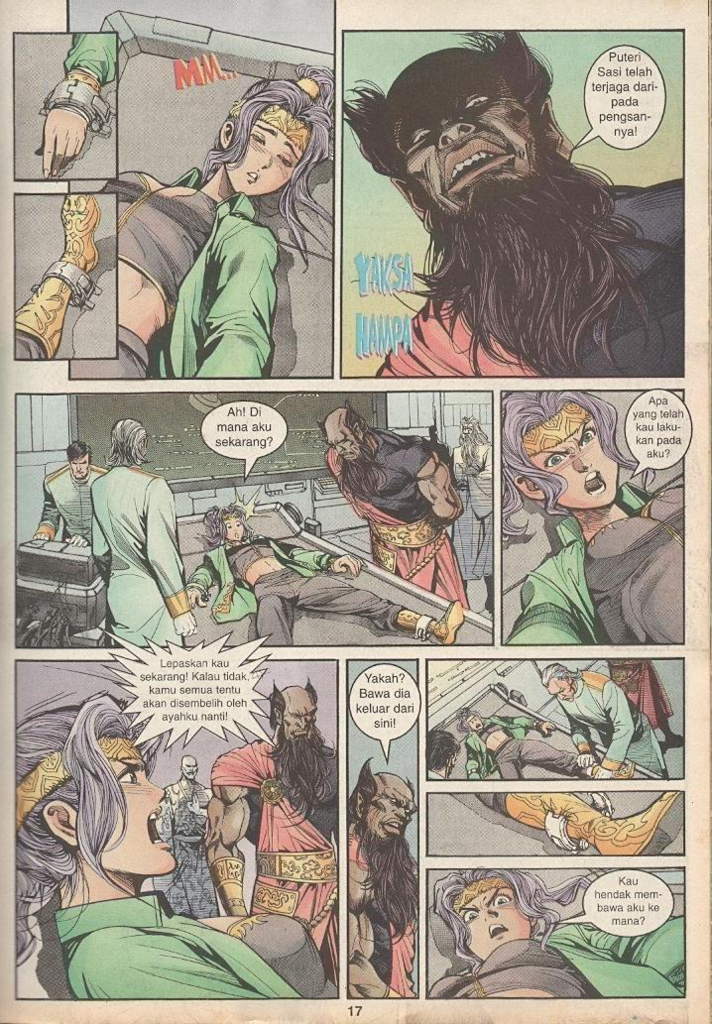 MM...
Puteri
Sasi telah
terjaga dari-
pada
pengsan-
nya!
YAKSA
HAMPA
Ah! Di
mana aku
sekarang?
Apa
yang telah
kau laku-
kan pada
aku?
Lepaskan kau
sekarang! Kalau tidak,
kamu semua tentu
akan disembelih oleh
ayahku nanti!
Yakah?
Bawa dia
keluar dari
sini!
Kau
hendak mem-
bawa aku ke
mana?
17